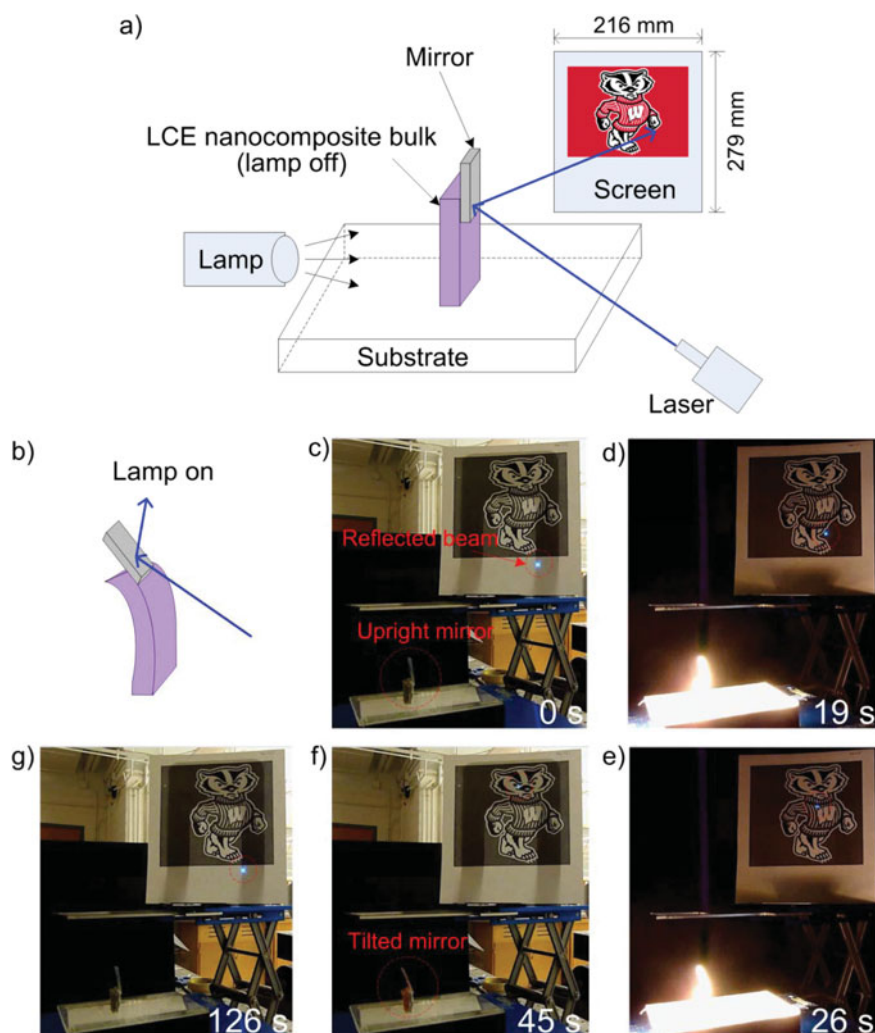 a)
216 mm
Mirror
LCE nanocomposite bulk
(lamp off)
W
279 mm
Screen
Lamp
Substrate
Laser
b)
Lamp on
c)
W
Reflected beam
Upright mirror
0 s
d)
W
19 s
g)
W
126 s
f)
W
Tilted mirror
45 s
e)
W
26 s